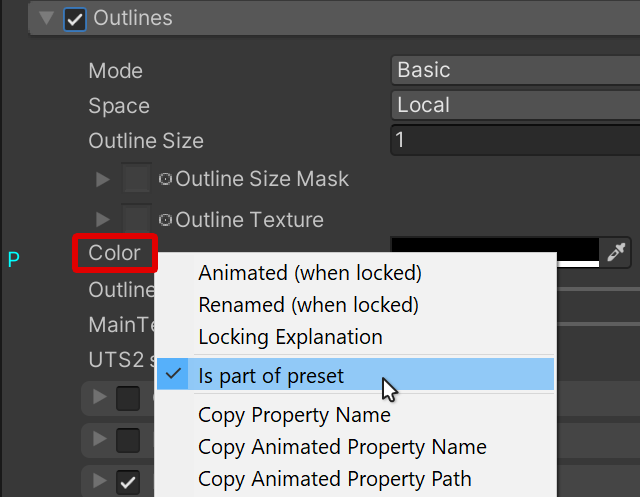 Outlines
Mode
Basic
Space
Local
Outline Size
1
Outline Size Mask
Outline Texture
P
Color
Animated (when locked)
Outline
Renamed (when locked)
MainTe
Locking Explanation
UTS2 s
Is part of preset
Copy Property Name
Copy Animated Property Name
Copy Animated Property Path